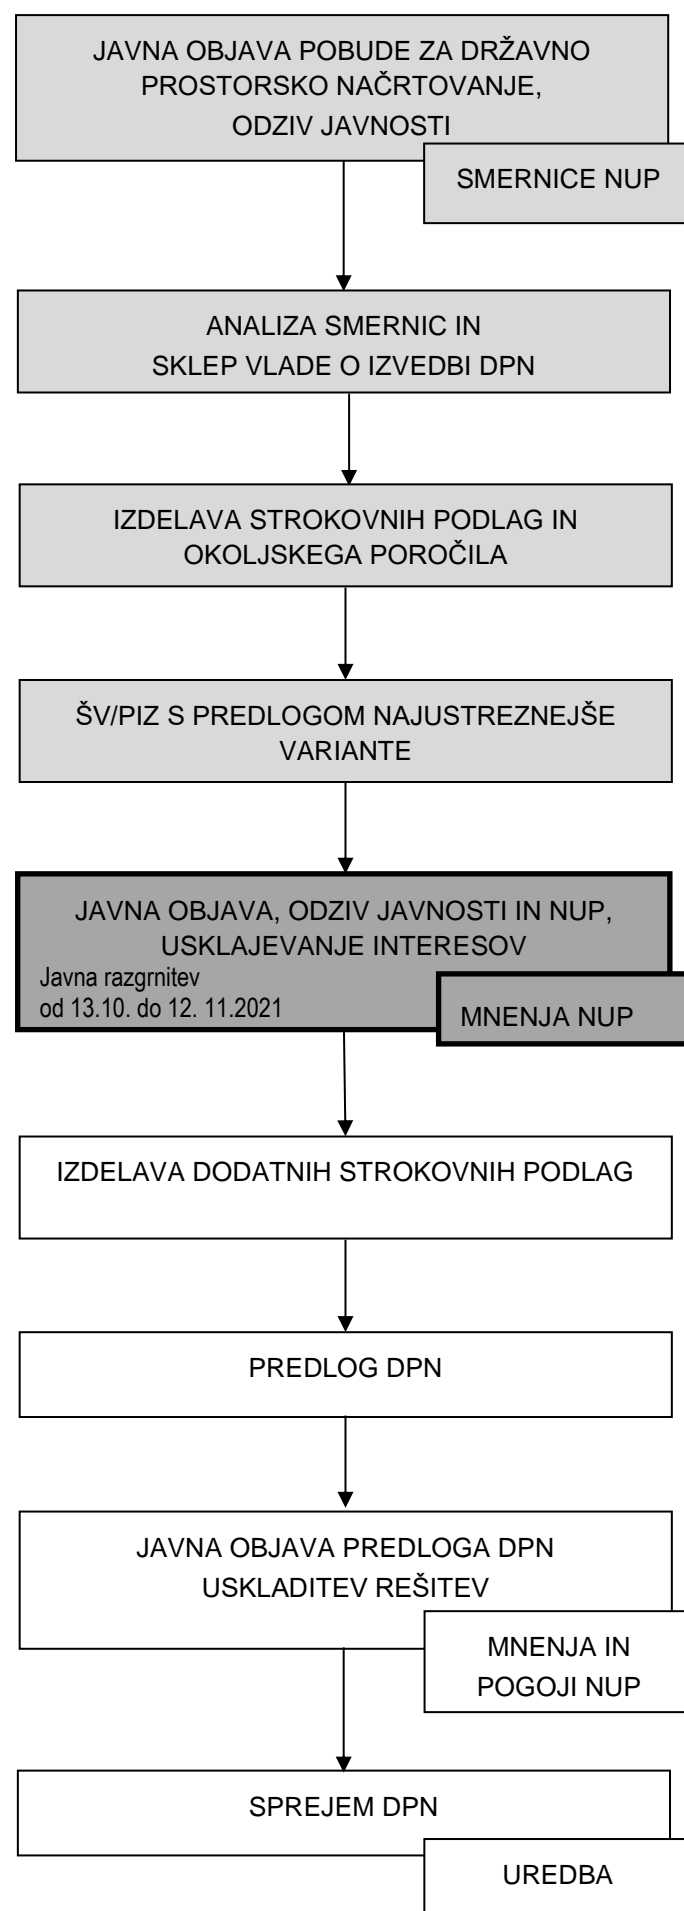 JAVNA OBJAVA POBUDE ZA DRŽAVNO
PROSTORSKO NAČRTOVANJE,
ODZIV JAVNOSTI
SMERNICE NUP
ANALIZA SMERNIC IN
SKLEP VLADE O IZVEDBI DPN
IZDELAVA STROKOVNIH PODLAG IN
OKOLJSKEGA POROČILA
ŠV/PIZ S PREDLOGOM NAJUSTREZNEJŠE
VARIANTE
JAVNA OBJAVA, ODZIV JAVNOSTI IN NUP,
USKLAJEVANJE INTERESOV
Javna razgrnitev
od 13.10. do 12. 11.2021
MNENJA NUP
IZDELAVA DODATNIH STROKOVNIH PODLAG
PREDLOG DPN
JAVNA OBJAVA PREDLOGA DPN
USKLADITEV REŠITEV
MNENJA IN
POGOJI NUP
SPREJEM DPN
UREDBA